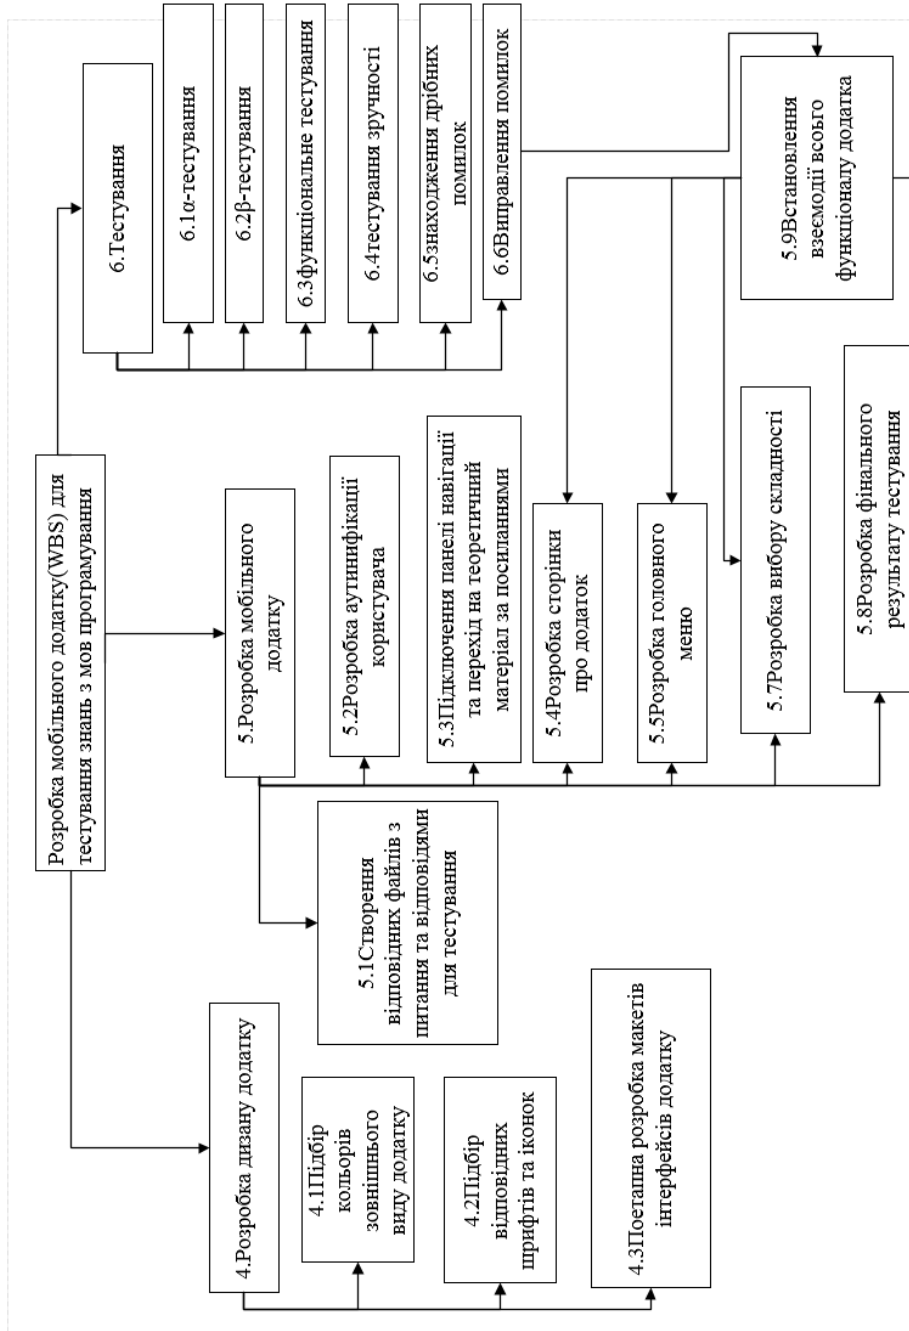 Розробка мобільного додатку(WBS) для
тестування знань з мов програмування
4.Розробка дизану додатку
4.1Підбір
кольорів
зовнішнього
виду додатку
4.2Підбір
відповідних
шрифтів та іконок
4.3Поетапна розробка макетів
інтерфейсів додатку
5.Розробка мобільного
додатку
5.1Створення
відповідних файлів з
питання та відповідями
для тестування
5.2Розробка аутинифікації
користувача
5.3Підключення панелі навігації
та перехід на теоретичний
матеріал за посиланнями
5.4Розробка сторінки
про додаток
5.5Розробка головного
меню
5.7Розробка вибору складності
5.8Розробка фінального
результату тестування
6.Тестування
6.1α-тестування
6.2β-тестування
6.3функціональне тестування
6.4тестування зручності
6.5знаходження дрібних
помилок
6.6Виправлення помилок
5.9Встановлення
взеємодії всоьго
функціоналу додатка